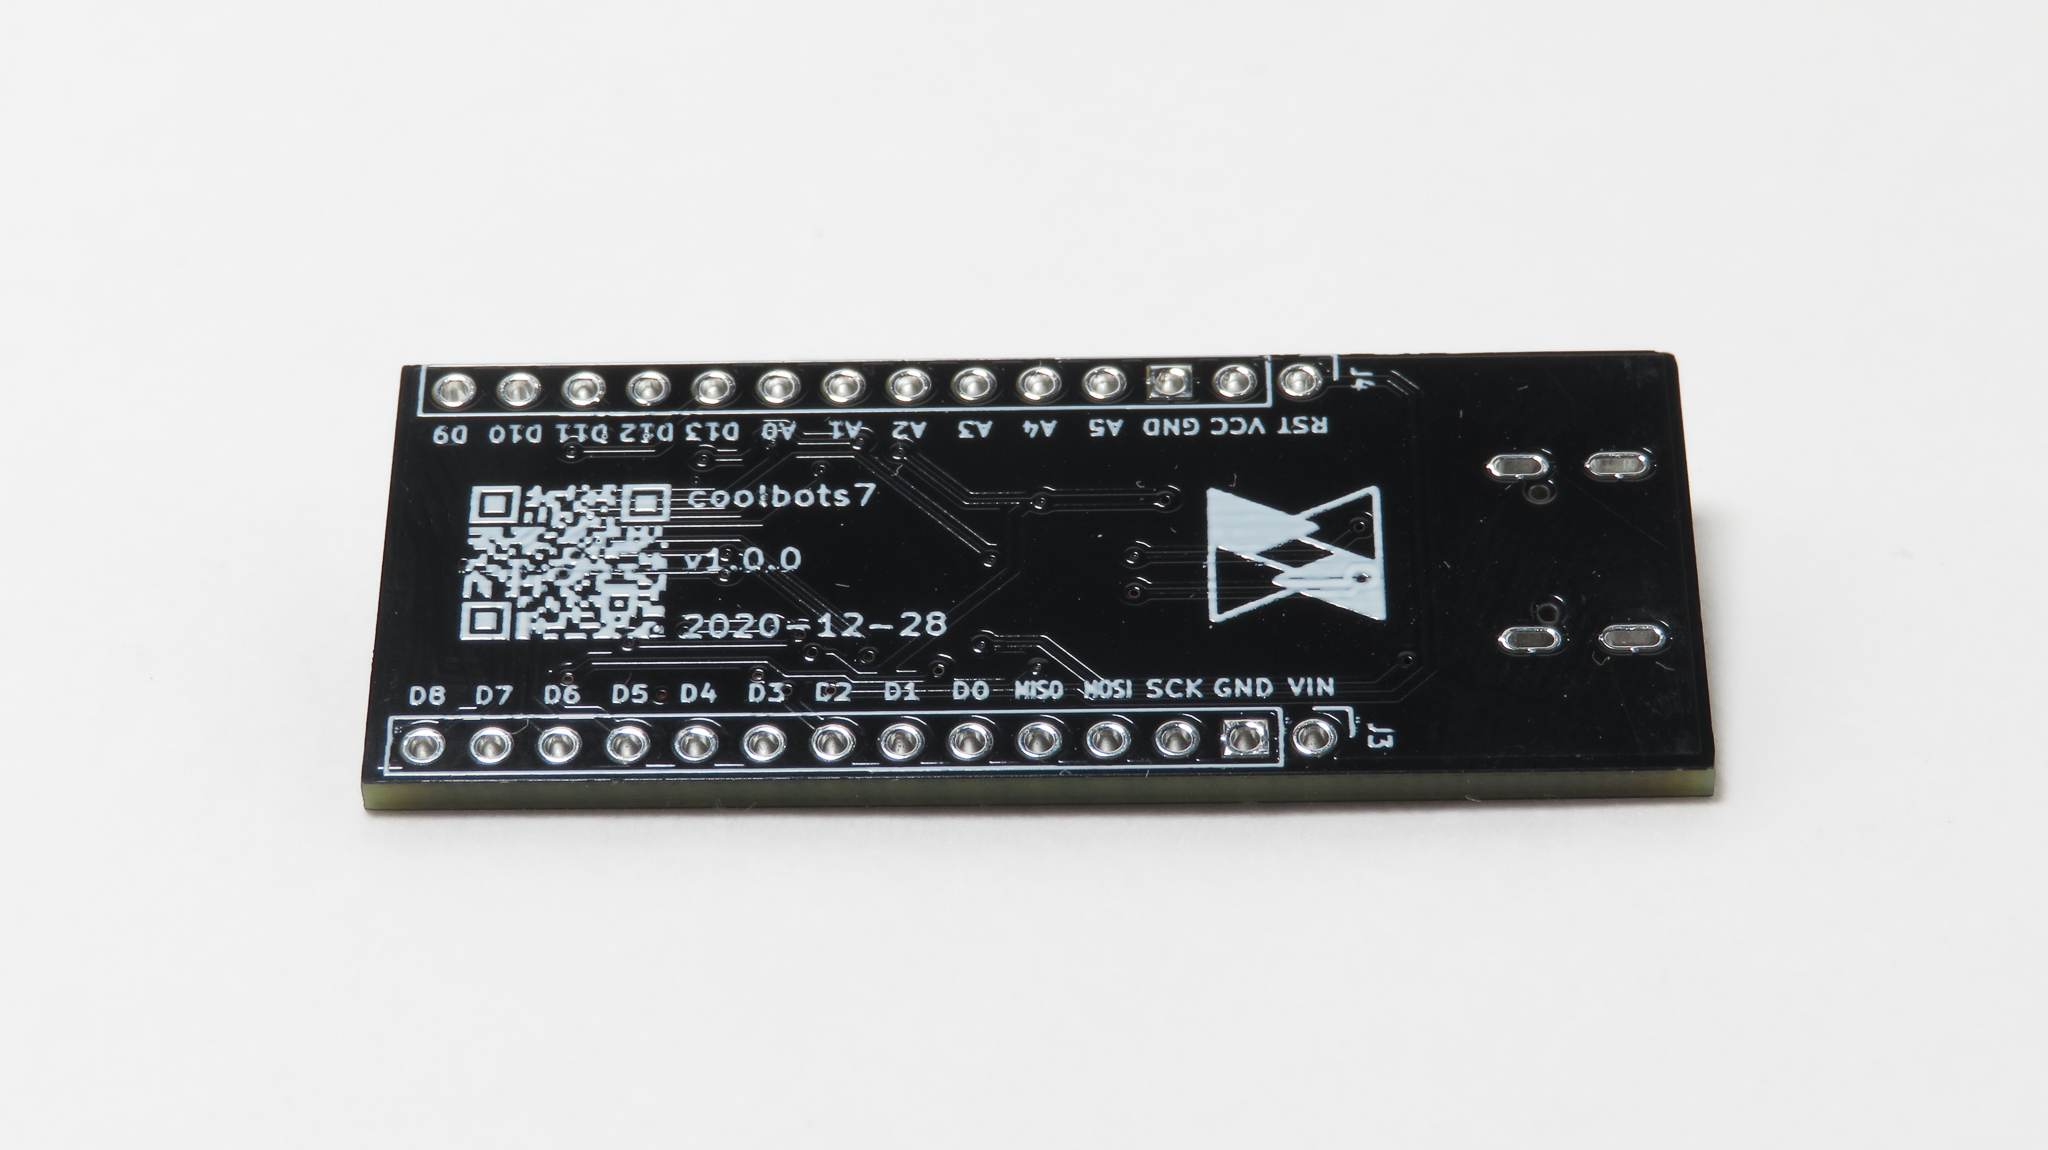 J4
D9 D10 D11 D12 D13 A0 A1 A2 A3 A4 A5 GND VCC RST
coolbots7
v1.0.0
2020-12-28
D8 D7 D6 D5 D4 D3 D2 D1 D0 MISO MOSI SCK GND VIN
J3